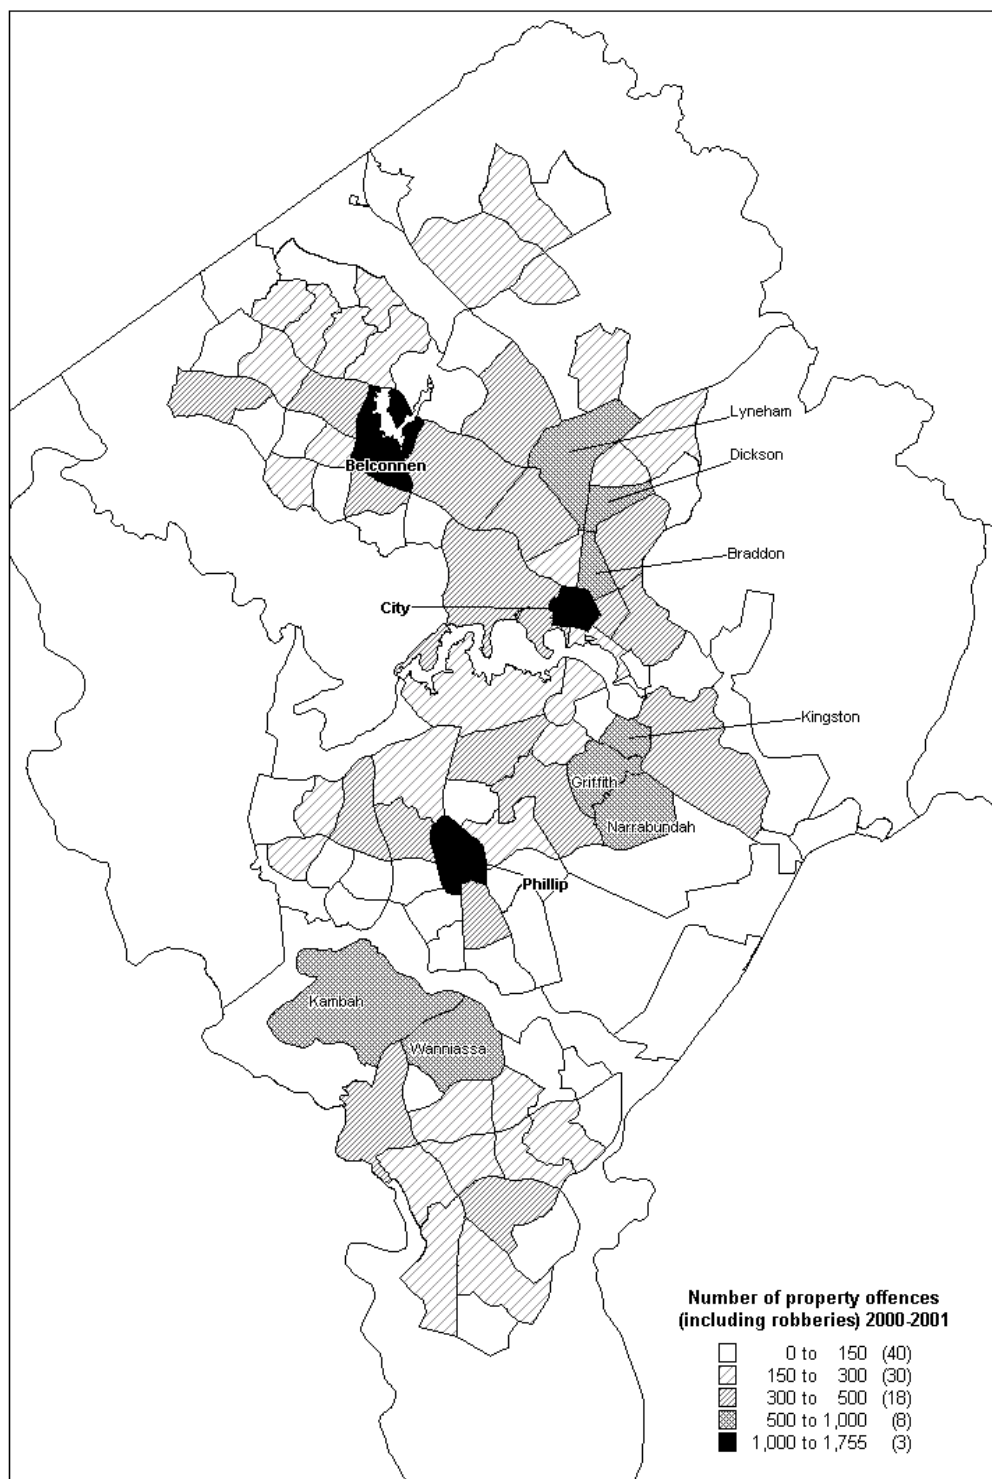 Lyneham
Dickson
Belconnen
Braddon
City
Kingston
Griffith
Narrabundah
Phillip
Kambah
Wanniassa
Number of property offences
(including robberies) 2000-2001
0 to 150 (40)
150 to 300 (30)
300 to 500 (18)
500 to 1,000 (8)
1,000 to 1,755 (3)